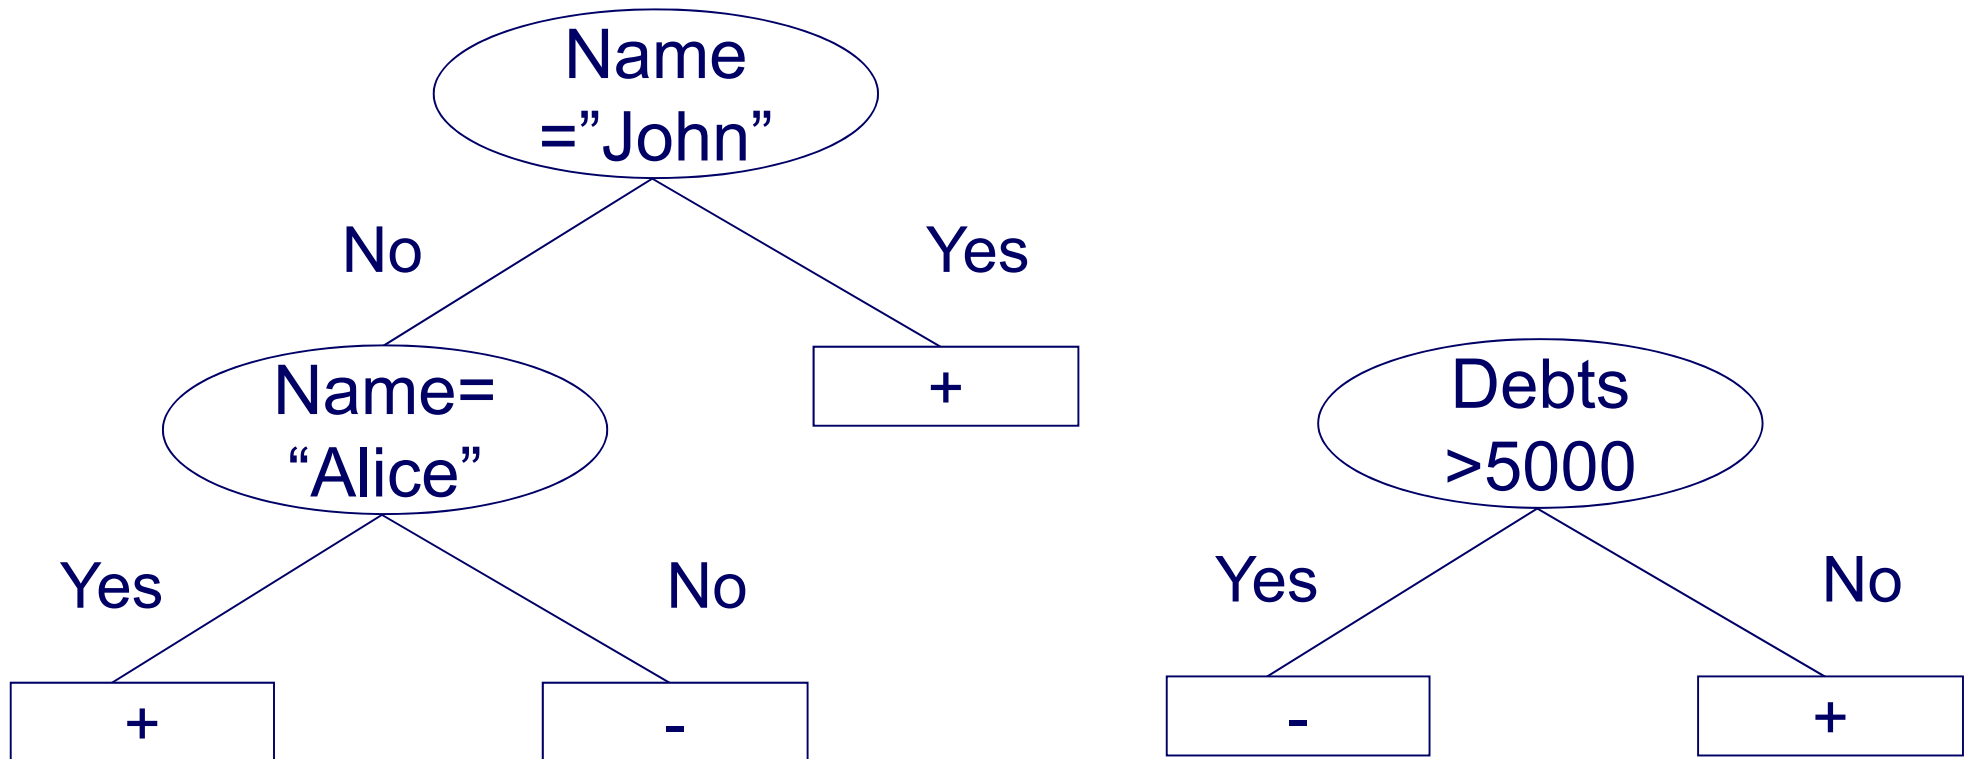 Name
=”John”
No
Yes
Name=
“Alice”
+
Yes
No
+
-
Debts
>5000
Yes
No
-
+